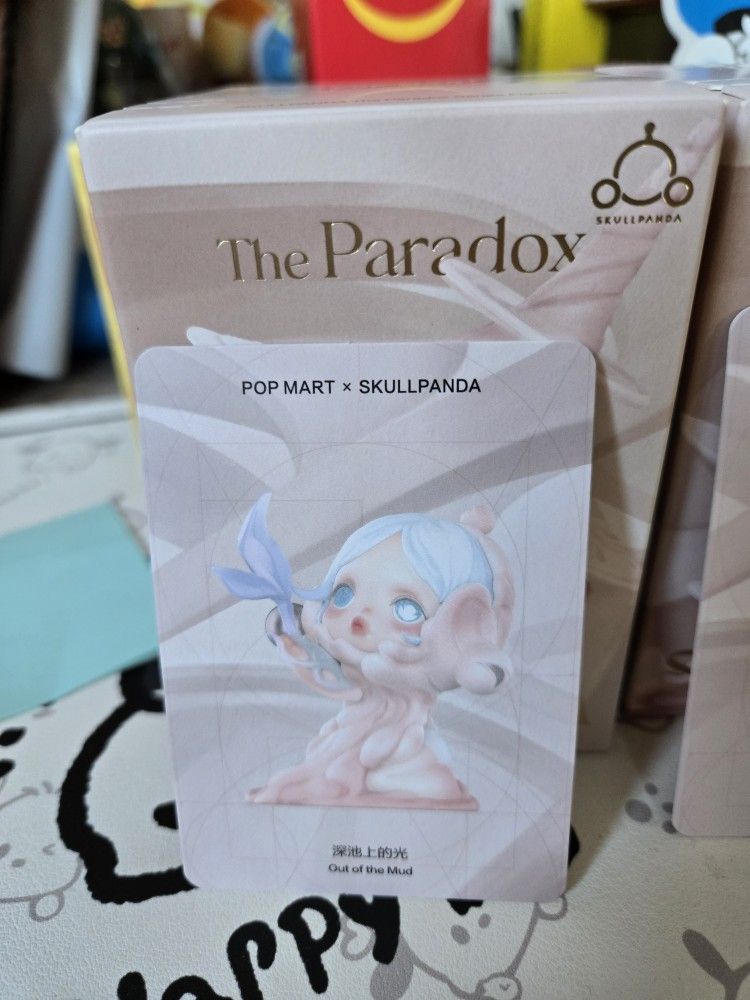 SKULLPANDA
The Paradox
POP MART × SKULLPANDA
深池上的光
Out of the Mud